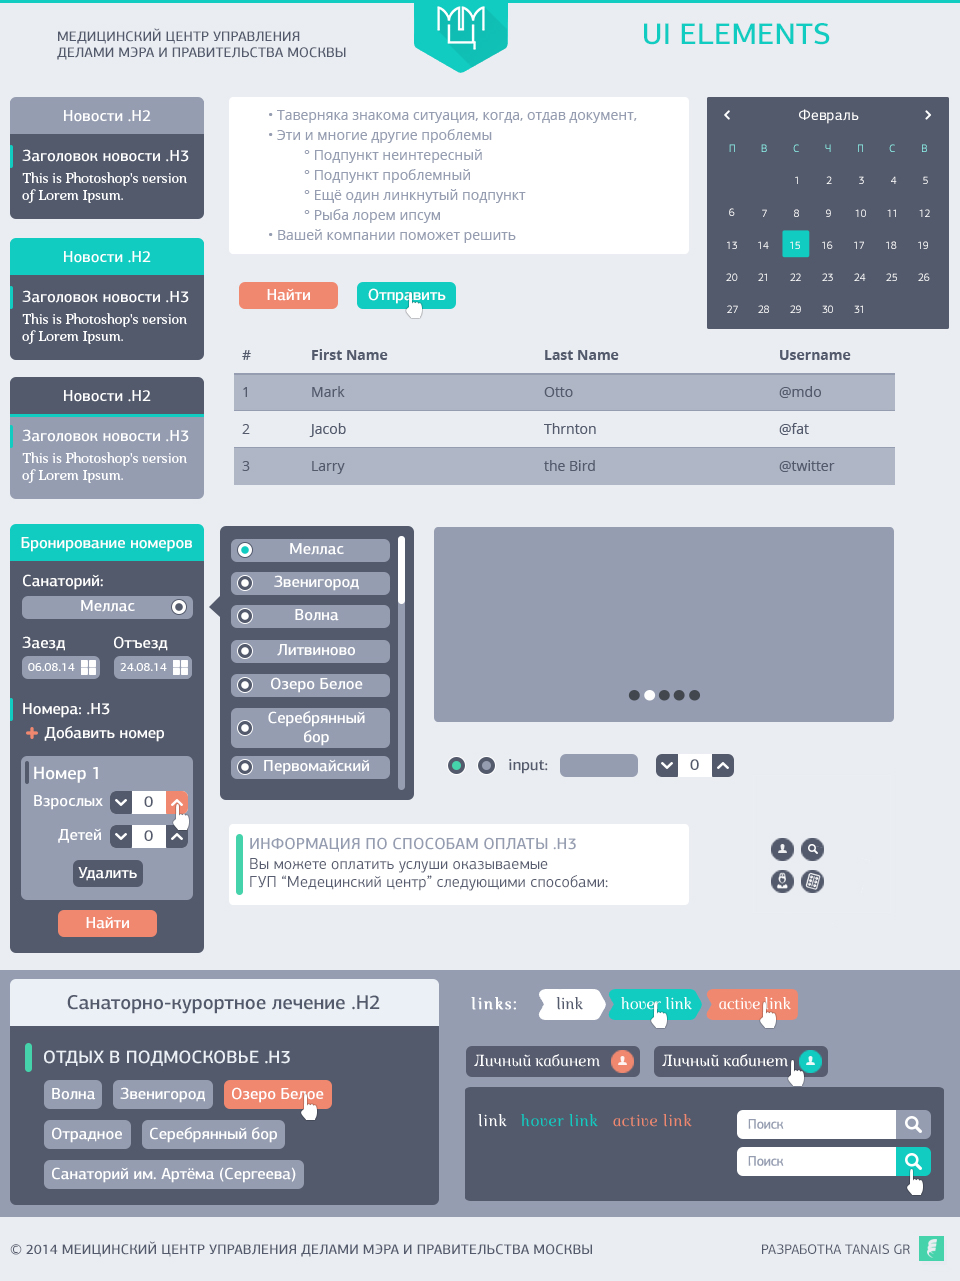 МЕДИЦИНСКИЙ ЦЕНТР УПРАВЛЕНИЯ
ДЕЛАМИ МЭРА И ПРАВИТЕЛЬСТВА МОСКВЫ
UI ELEMENTS
Новости .H2
Заголовок новости .H3
This is Photoshop's version
of Lorem Ipsum.
Новости .H2
Заголовок новости .H3
This is Photoshop's version
of Lorem Ipsum.
Новости .H2
Заголовок новости .H3
This is Photoshop's version
of Lorem Ipsum.
• Таверняка знакома ситуация, когда, отдав документ,
• Эти и многие другие проблемы
° Подпункт неинтересный
° Подпункт проблемный
° Ещё один линкнутый подпункт
° Рыба лорем ипсум
• Вашей компании поможет решить
Найти Отправить
Февраль
П В С Ч П С В
1 2 3 4 5
6 7 8 9 10 11 12
13 14 15 16 17 18 19
20 21 22 23 24 25 26
27 28 29 30 31
# First Name Last Name Username
1 Mark Otto @mdo
2 Jacob Thrnton @fat
3 Larry the Bird @twitter
Бронирование номеров
Санаторий:
Меллас
Заезд Отъезд
06.08.14 24.08.14
Номера: .H3
Добавить номер
Номер 1
Взрослых 0
Детей 0
Удалить
Найти
Меллас
Звенигород
Волна
Литвиново
Озеро Белое
Серебрянный
бор
Первомайский
input: 0
ИНФОРМАЦИЯ ПО СПОСОБАМ ОПЛАТЫ .H3
Вы можете оплатить услуши оказываемые
ГУП “Медецинский центр” следующими способами:
Санаторно-курортное лечение .H2
ОТДЫХ В ПОДМОСКОВЬЕ .H3
Волна Звенигород Озеро Белое
Отрадное Серебрянный бор
Санаторий им. Артёма (Сергеева)
links: link hover link active link
Личный кабинет Личный кабинет
link hover link active link
Поиск
Поиск
© 2014 МЕИЦИНСКИЙ ЦЕНТР УПРАВЛЕНИЯ ДЕЛАМИ МЭРА И ПРАВИТЕЛЬСТВА МОСКВЫ
РАЗРАБОТКА TANAIS GR